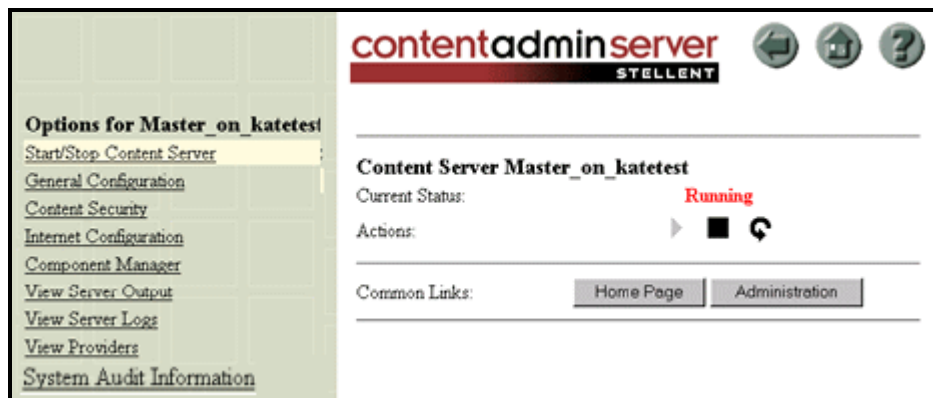 contentadminserver
STELLENT
Options for Master_on_katetest
Start/Stop Content Server
General Configuration
Content Security
Internet Configuration
Component Manager
View Server Output
View Server Logs
View Providers
System Audit Information
Content Server Master_on_katetest
Current Status: Running
Actions:
Common Links: Home Page Administration